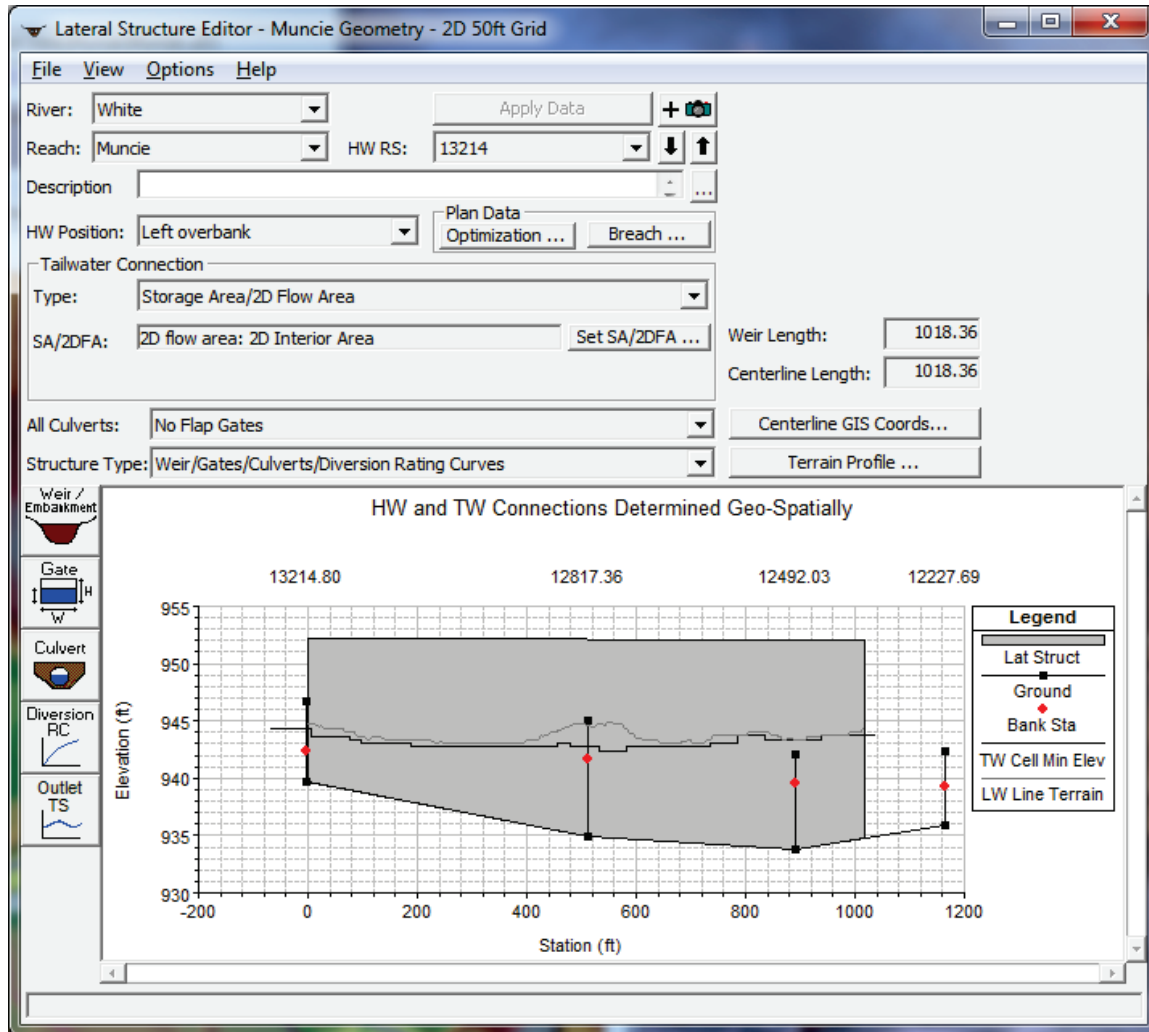 Lateral Structure Editor - Muncie Geometry - 2D 50ft Grid
File View Options Help
River: White Apply Data
Reach: Muncie HW RS: 13214
Description ...
HW Position: Left overbank
Plan Data
Optimization ... Breach ...
Tailwater Connection
Type: Storage Area/2D Flow Area
SA/2DFA: 2D flow area: 2D Interior Area Set SA/2DFA ...
Weir Length: 1018.36
Centerline Length: 1018.36
All Culverts: No Flap Gates Centerline GIS Coords...
Structure Type: Weir/Gates/Culverts/Diversion Rating Curves Terrain Profile ...
Weir /
Embankment
Gate
H
W
Culvert
Diversion
RC
Outlet
TS
HW and TW Connections Determined Geo-Spatially
13214.80 12817.36 12492.03 12227.69
955
950
945
940
935
930
Elevation (ft)
-200 0 200 400 600 800 1000 1200
Station (ft)
Legend
Lat Struct
Ground
Bank Sta
TW Cell Min Elev
LW Line Terrain